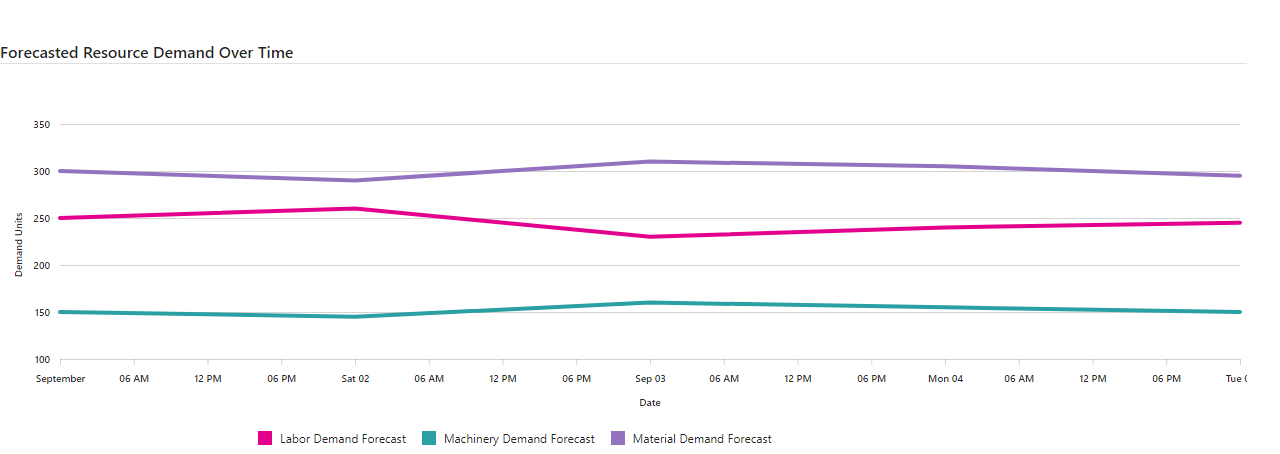 Forecasted Resource Demand Over Time
350
300
250
200
150
100
Demand Units
September 06 AM 12 PM 06 PM Sat 02 06 AM 12 PM 06 PM Sep 03 06 AM 12 PM 06 PM Mon 04 06 AM 12 PM 06 PM Tue
Date
Labor Demand Forecast Machinery Demand Forecast Material Demand Forecast